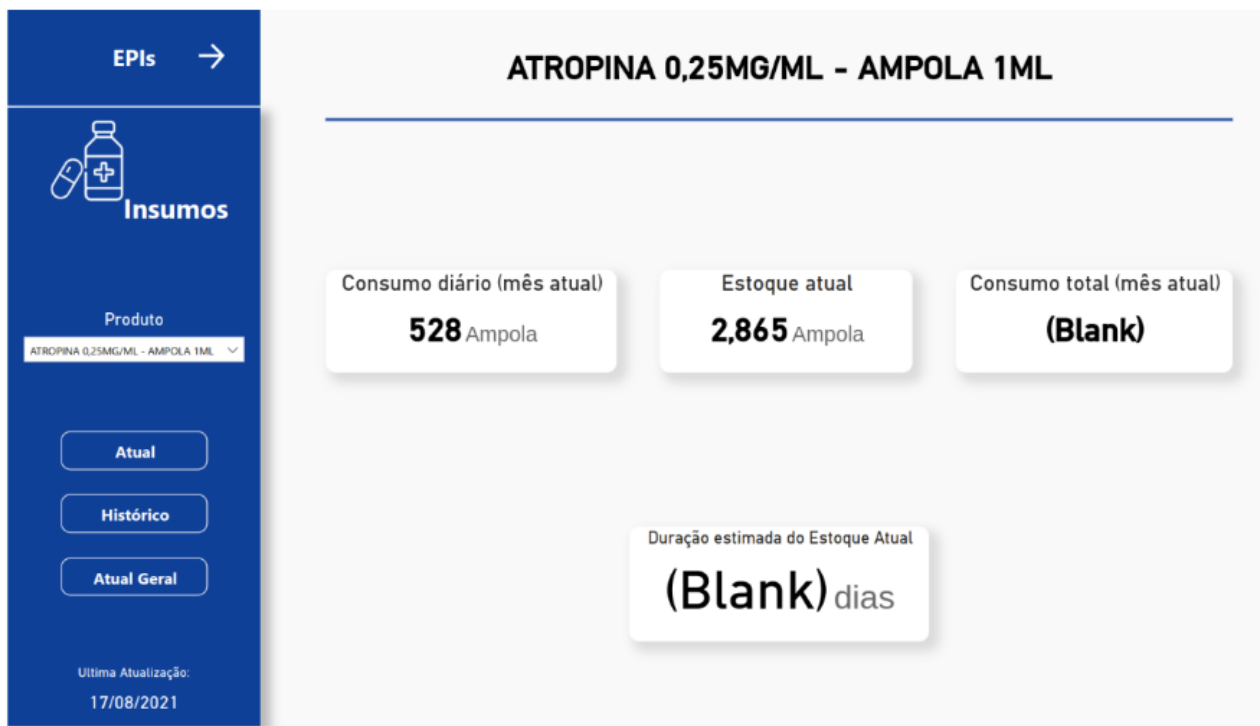 EPIs
Insumos
Produto
ATROPINA 0,25MG/ML - AMPOLA 1ML
Atual
Histórico
Atual Geral
Ultima Atualização:
17/08/2021
ATROPINA 0,25MG/ML - AMPOLA 1ML
Consumo diário (mês atual)
528 Ampola
Estoque atual
2,865 Ampola
Consumo total (mês atual)
(Blank)
Duração estimada do Estoque Atual
(Blank) dias